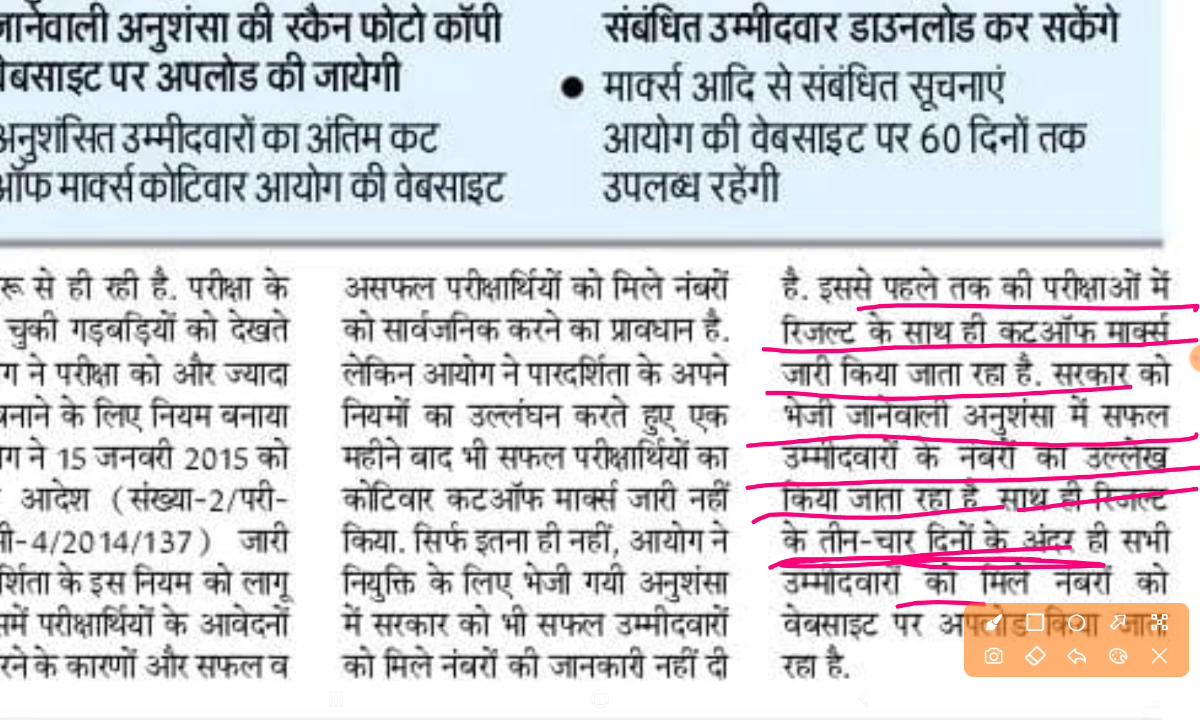 जानेवाली अनुशंसा की स्कैन फोटो कॉपी
वेबसाइट पर अपलोड की जायेगी
अनुशंसित उम्मीदवारों का अंतिम कट
ऑफ मार्क्स कोटिवार आयोग की वेबसाइट
संबंधित उम्मीदवार डाउनलोड कर सकेंगे
● मार्क्स आदि से संबंधित सूचनाएं
आयोग की वेबसाइट पर 60 दिनों तक
उपलब्ध रहेंगी
रू से ही रही है. परीक्षा के
चुकी गड़बड़ियों को देखते
ग ने परीक्षा को और ज्यादा
बनाने के लिए नियम बनाया
ग ने 15 जनवरी 2015 को
आदेश (संख्या-2/परी-
पी-4/2014/137) जारी
र्शिता के इस नियम को लागू
समें परीक्षार्थियों के आवेदनों
रने के कारणों और सफल व
असफल परीक्षार्थियों को मिले नंबरों
को सार्वजनिक करने का प्रावधान है.
लेकिन आयोग ने पारदर्शिता के अपने
नियमों का उल्लंघन करते हुए एक
महीने बाद भी सफल परीक्षार्थियों का
कोटिवार कटऑफ मार्क्स जारी नहीं
किया. सिर्फ इतना ही नहीं, आयोग ने
नियुक्ति के लिए भेजी गयी अनुशंसा
में सरकार को भी सफल उम्मीदवारों
को मिले नंबरों की जानकारी नहीं दी
है. इससे पहले तक की परीक्षाओं में
रिजल्ट के साथ ही कटऑफ मार्क्स
जारी किया जाता रहा है. सरकार को
भेजी जानेवाली अनुशंसा में सफल
उम्मीदवारों के नंबरों का उल्लेख
किया जाता रहा है. साथ ही रिजल्ट
के तीन-चार दिनों के अंदर ही सभी
उम्मीदवारों को मिले नंबरों को
वेबसाइट पर अपलोड किया जाता
रहा है.